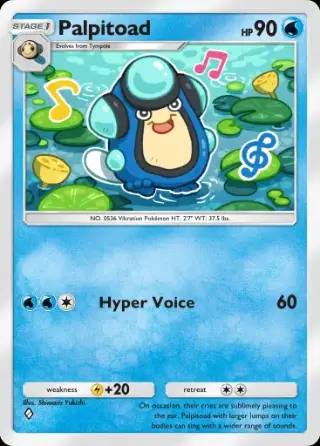 STAGE 1
Palpitoad
HP 90
Evolves from Tympole
NO. 0536 Vibration Pokémon HT: 2'7" WT: 37.5 lbs.
Hyper Voice 60
weakness +20 retreat
Illus. Shimaris Yukichi
On occasion, their cries are sublimely pleasing to
the ear. Palpitoad with larger lumps on their
bodies can sing with a wider range of sounds.